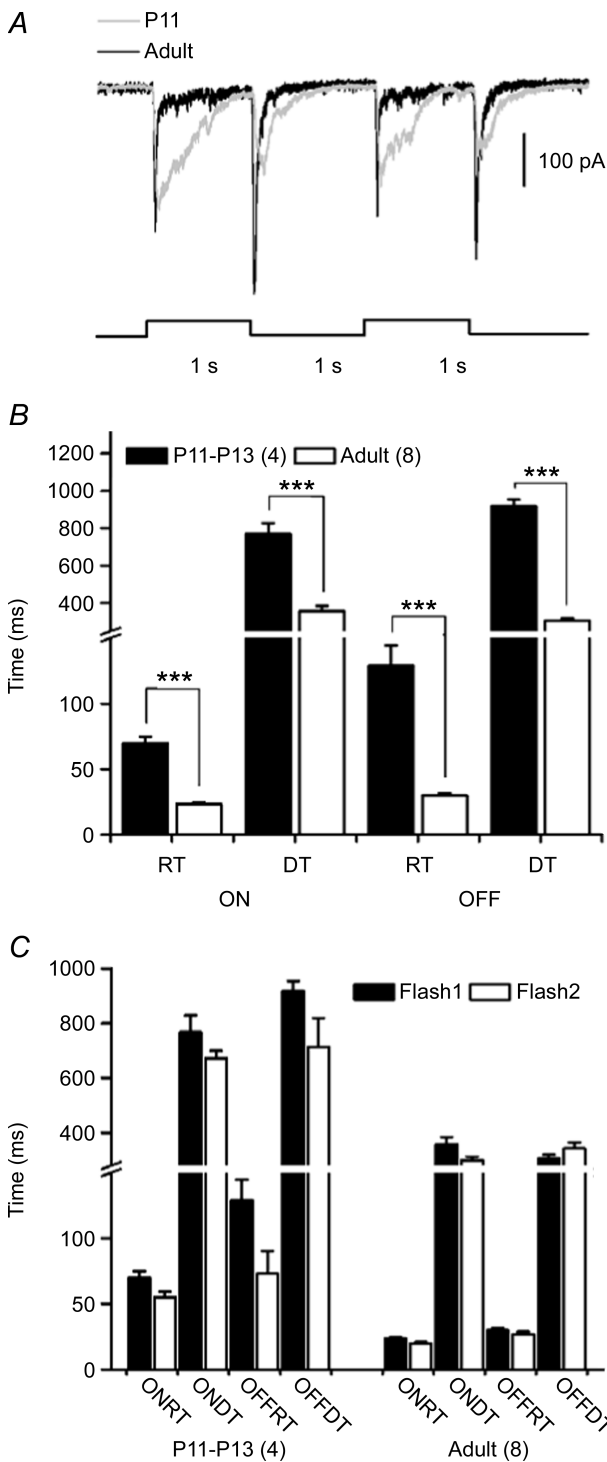 A
P11
Adult
100 pA
1 s 1 s 1 s
B
P11-P13 (4) Adult (8)
Time (ms)
1200
1000
800
600
400
100
50
0
***
***
***
***
RT DT RT DT
ON OFF
C
Flash1 Flash2
Time (ms)
1000
800
600
400
100
50
0
ONRT ONDT OFFRT OFFDT ONRT ONDT OFFRT OFFDT
P11-P13 (4) Adult (8)